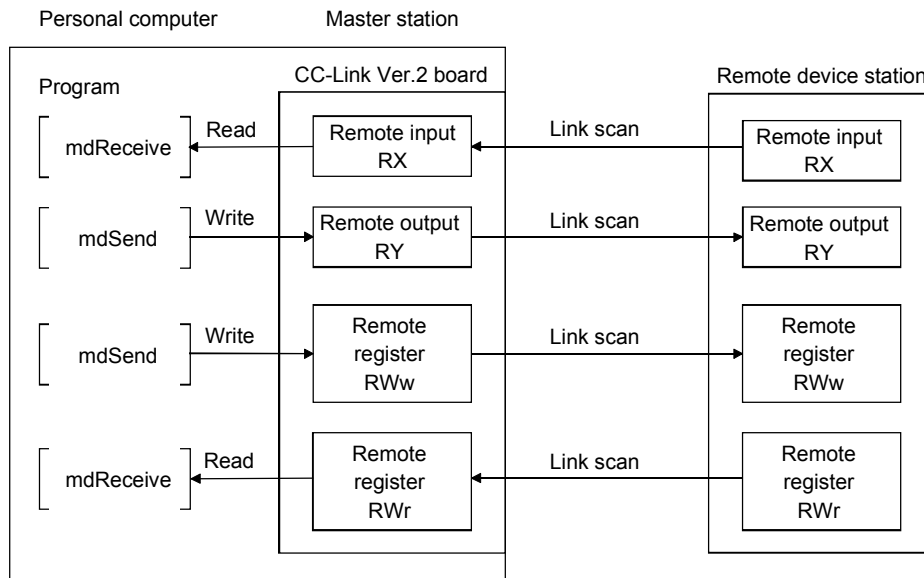 Personal computer
Master station
CC-Link Ver.2 board
Remote device station
Program
mdReceive
Read
Remote input
RX
Link scan
Remote input
RX
mdSend
Write
Remote output
RY
Link scan
Remote output
RY
mdSend
Write
Remote
register
RWw
Link scan
Remote
register
RWw
mdReceive
Read
Remote
register
RWr
Link scan
Remote
register
RWr